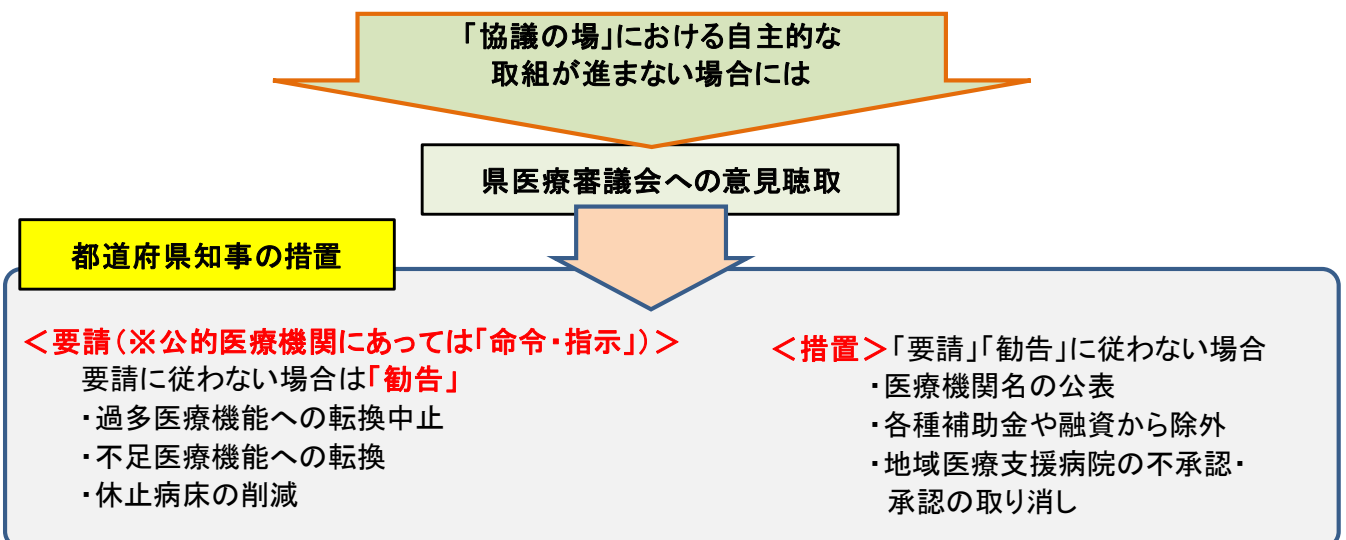 「協議の場」における自主的な
取組が進まない場合には
県医療審議会への意見聴取
都道府県知事の措置
＜要請（※公的医療機関にあっては「命令・指示」）＞
要請に従わない場合は「勧告」
・過多医療機能への転換中止
・不足医療機能への転換
・休止病床の削減
＜措置＞「要請」「勧告」に従わない場合
・医療機関名の公表
・各種補助金や融資から除外
・地域医療支援病院の不承認・
承認の取り消し